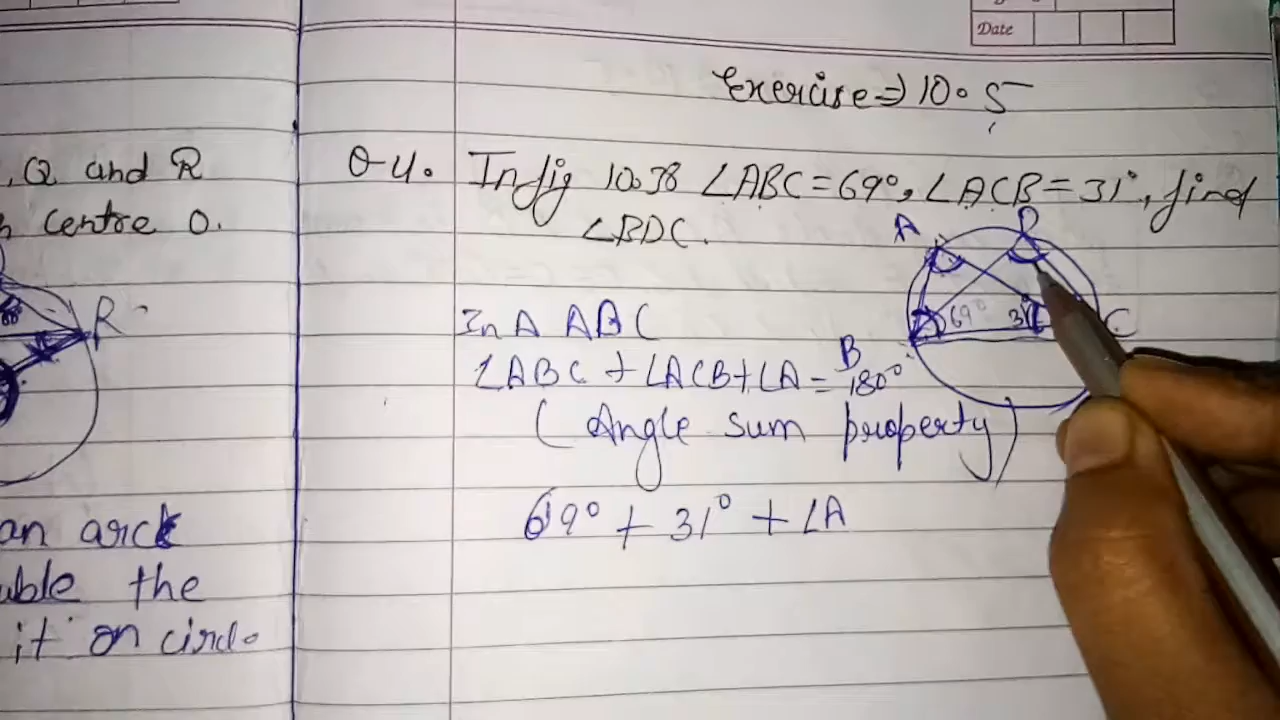 Date
Exercise ⇒ 10.5
, Q and R
centre O.
R
an arc
the
it on circle
Q-4. In fig 10.38 ∠ABC = 69°, ∠ACB = 31°, find
∠BDC.
A
D
69°
31
C
B
In Δ ABC
∠ABC + ∠ACB + ∠A = 180°
(Angle sum property)
69° + 31° + ∠A